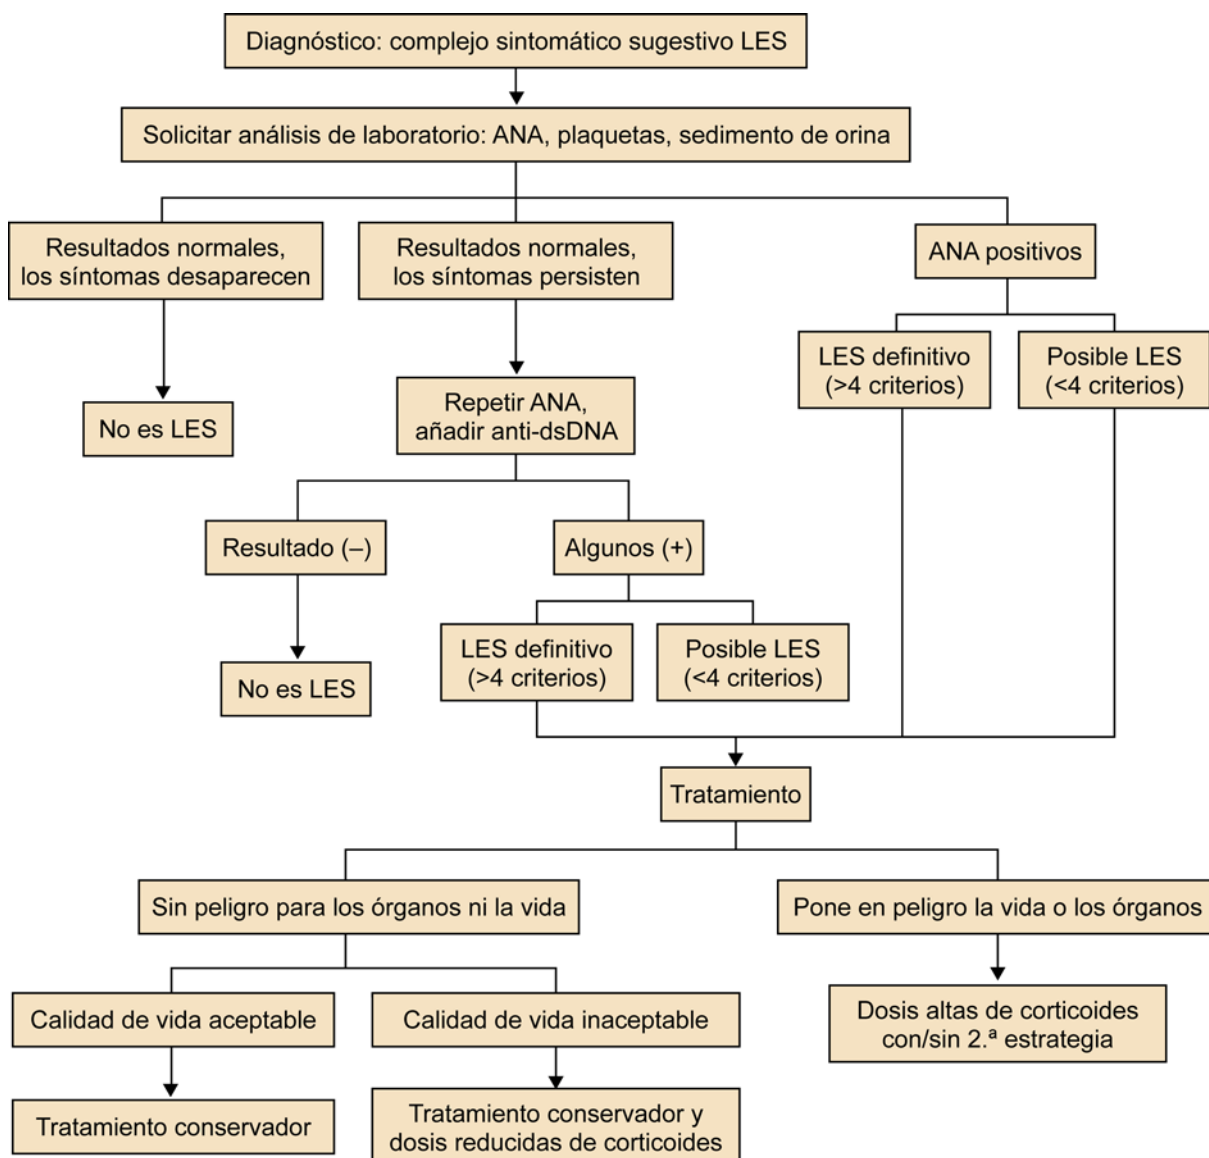 Diagnóstico: complejo sintomático sugestivo LES
Solicitar análisis de laboratorio: ANA, plaquetas, sedimento de orina
Resultados normales,
los síntomas desaparecen
Resultados normales,
los síntomas persisten
ANA positivos
LES definitivo
(>4 criterios)
Posible LES
(<4 criterios)
No es LES
Repetir ANA,
añadir anti-dsDNA
Resultado (–)
Algunos (+)
LES definitivo
(>4 criterios)
Posible LES
(<4 criterios)
No es LES
Tratamiento
Sin peligro para los órganos ni la vida
Pone en peligro la vida o los órganos
Calidad de vida aceptable
Calidad de vida inaceptable
Dosis altas de corticoides
con/sin 2.ª estrategia
Tratamiento conservador
Tratamiento conservador y
dosis reducidas de corticoides